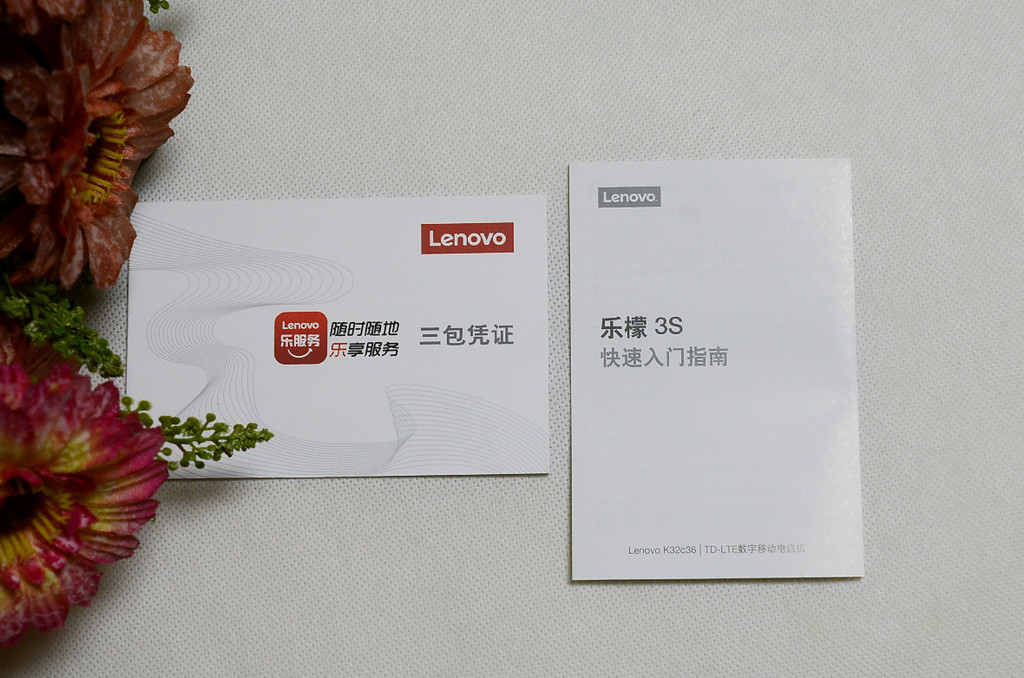 Lenovo
Lenovo
乐服务
随时随地
乐享服务
三包凭证
Lenovo
乐檬 3S
快速入门指南
Lenovo K32c36 | TD-LTE数字移动电话机